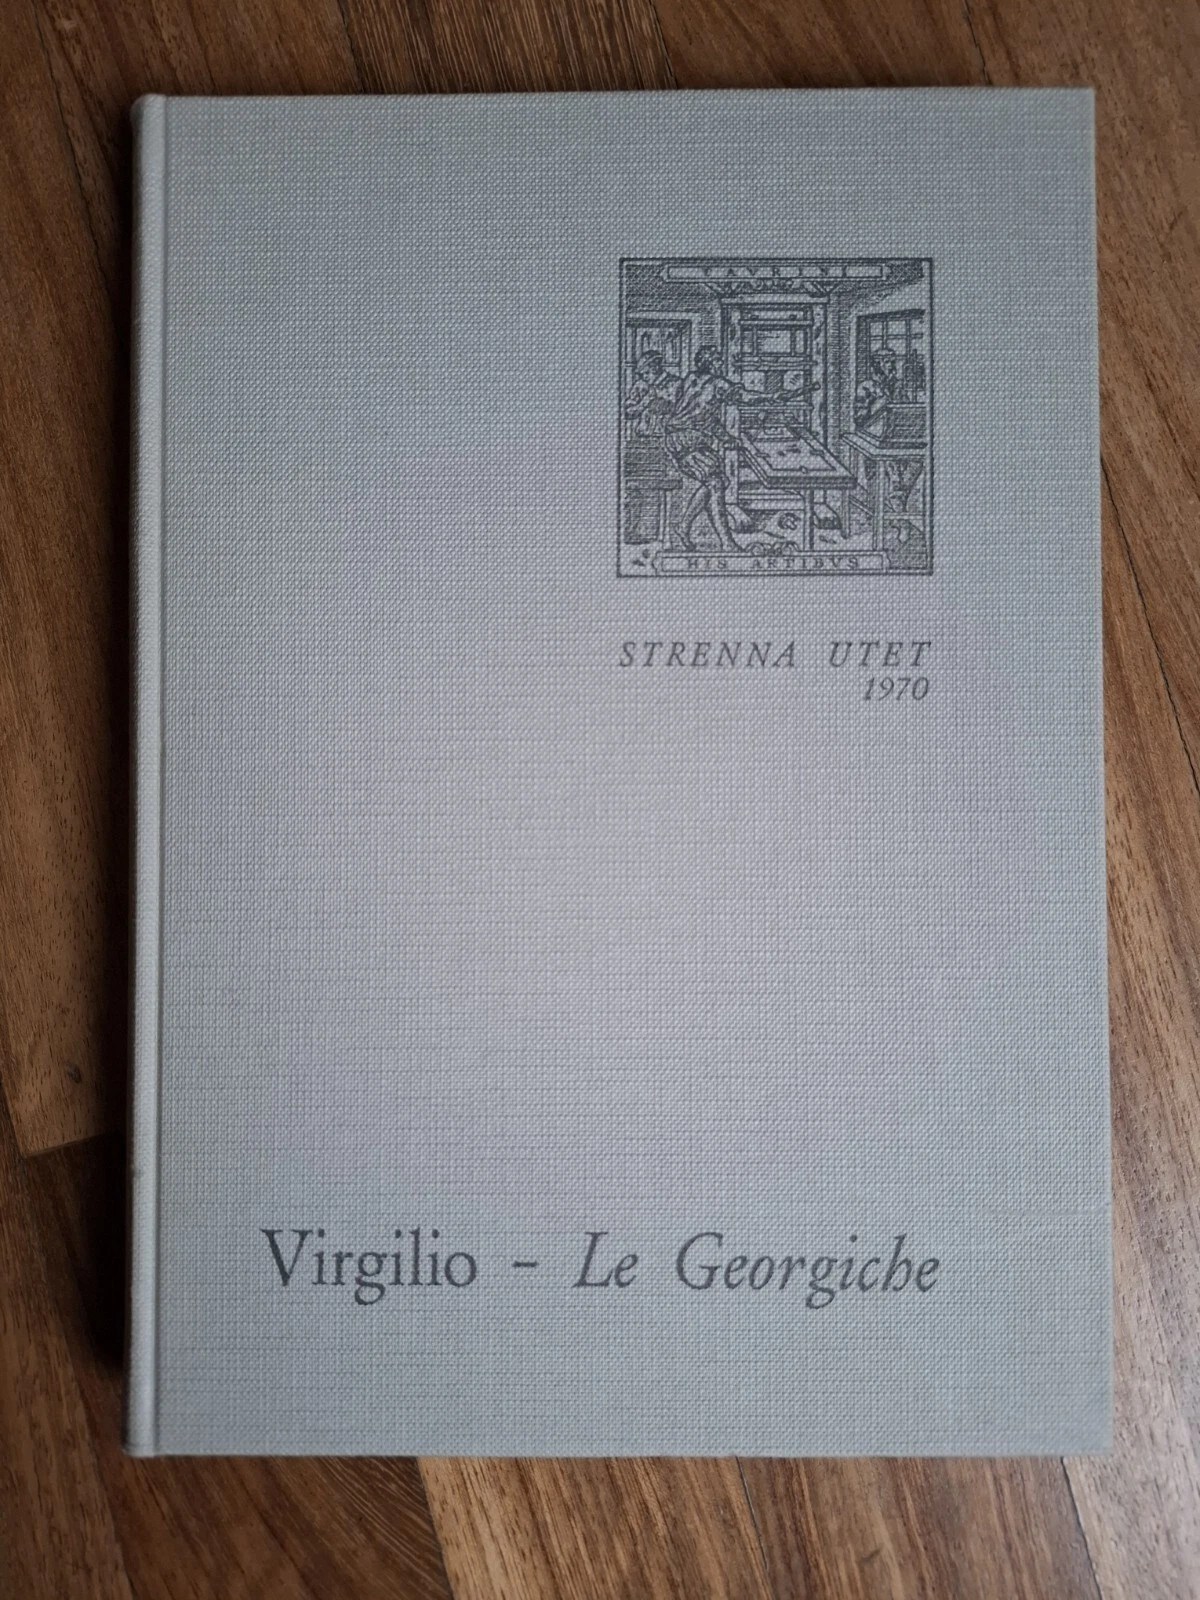 TAVRINI
HIS ARTIBVS
STRENNA UTET
1970
Virgilio - Le Georgiche